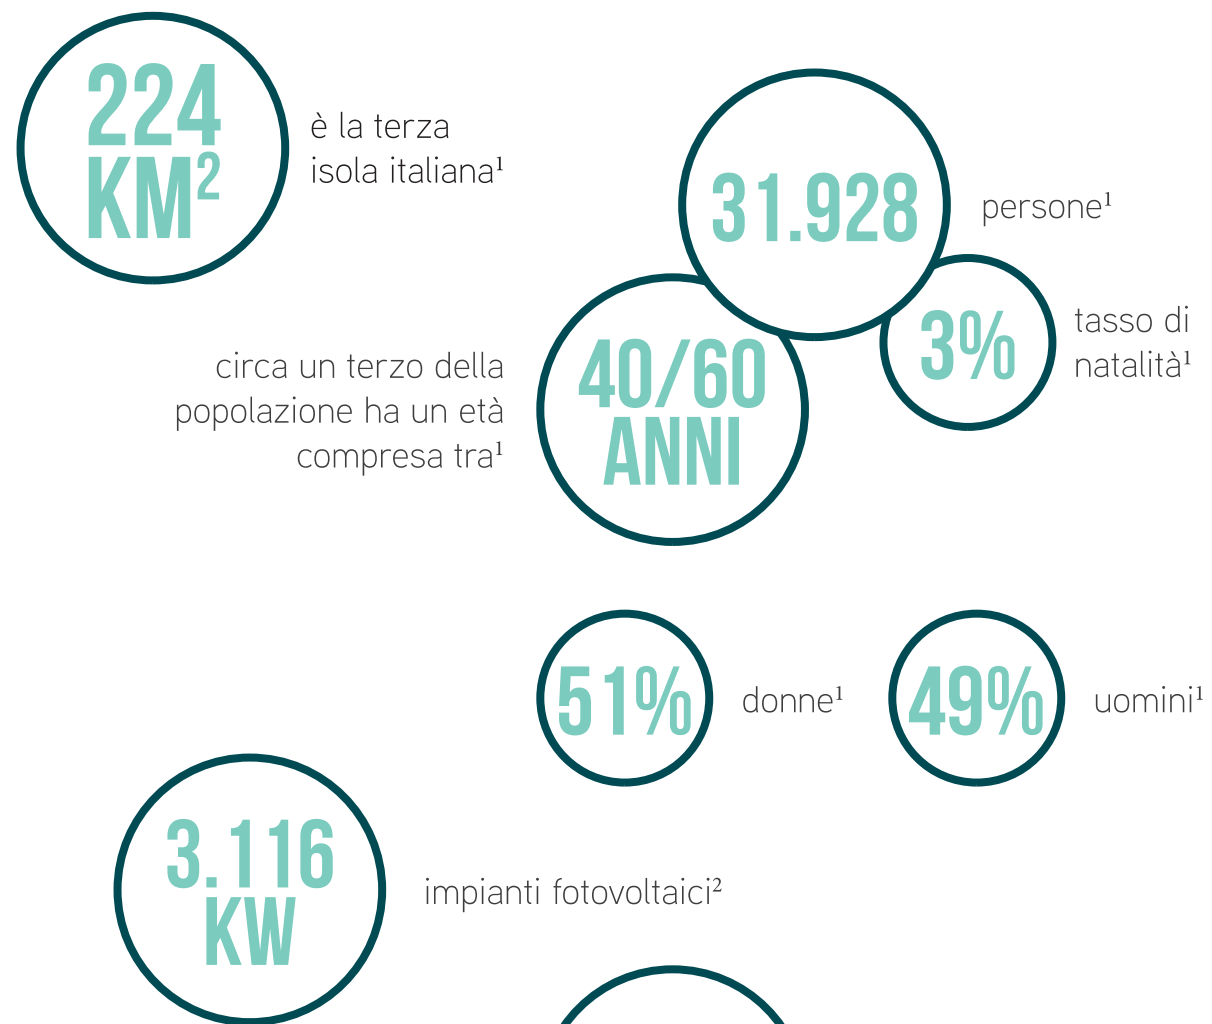 224
KM²
è la terza
isola italiana¹
31.928
persone¹
3%
tasso di
natalità¹
circa un terzo della
popolazione ha un età
compresa tra¹
40/60
ANNI
51%
donne¹
49%
uomini¹
3.116
KW
impianti fotovoltaici²